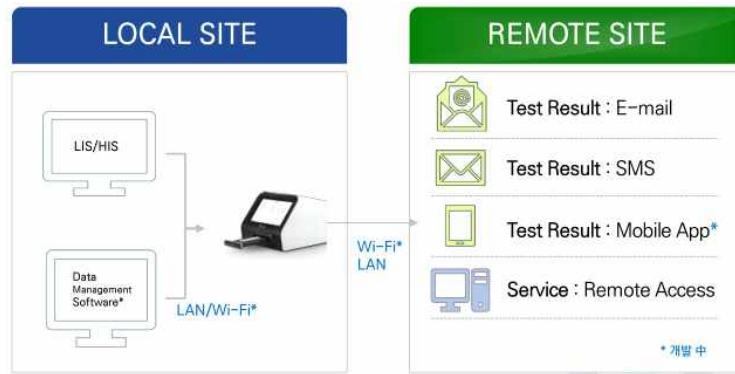 LOCAL SITE
LIS/HIS
Data
Management
Software*
LAN/Wi-Fi*
Wi-Fi*
LAN
REMOTE SITE
Test Result : E-mail
Test Result : SMS
Test Result : Mobile App*
Service : Remote Access
* 개발 中